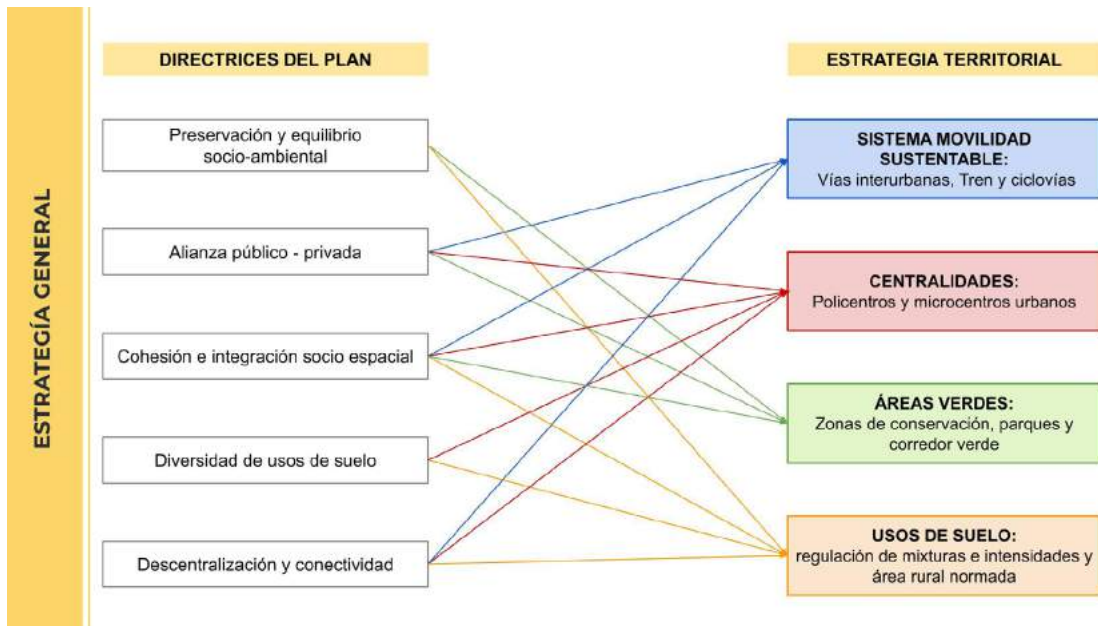 ESTRATEGÍA GENERAL
DIRECTRICES DEL PLAN
Preservación y equilibrio
socio-ambiental
Alianza público - privada
Cohesión e integración socio espacial
Diversidad de usos de suelo
Descentralización y conectividad
ESTRATEGIA TERRITORIAL
SISTEMA MOVILIDAD
SUSTENTABLE:
Vías interurbanas, Tren y ciclovías
CENTRALIDADES:
Policentros y microcentros urbanos
ÁREAS VERDES:
Zonas de conservación, parques y
corredor verde
USOS DE SUELO:
regulación de mixturas e intensidades y
área rural normada